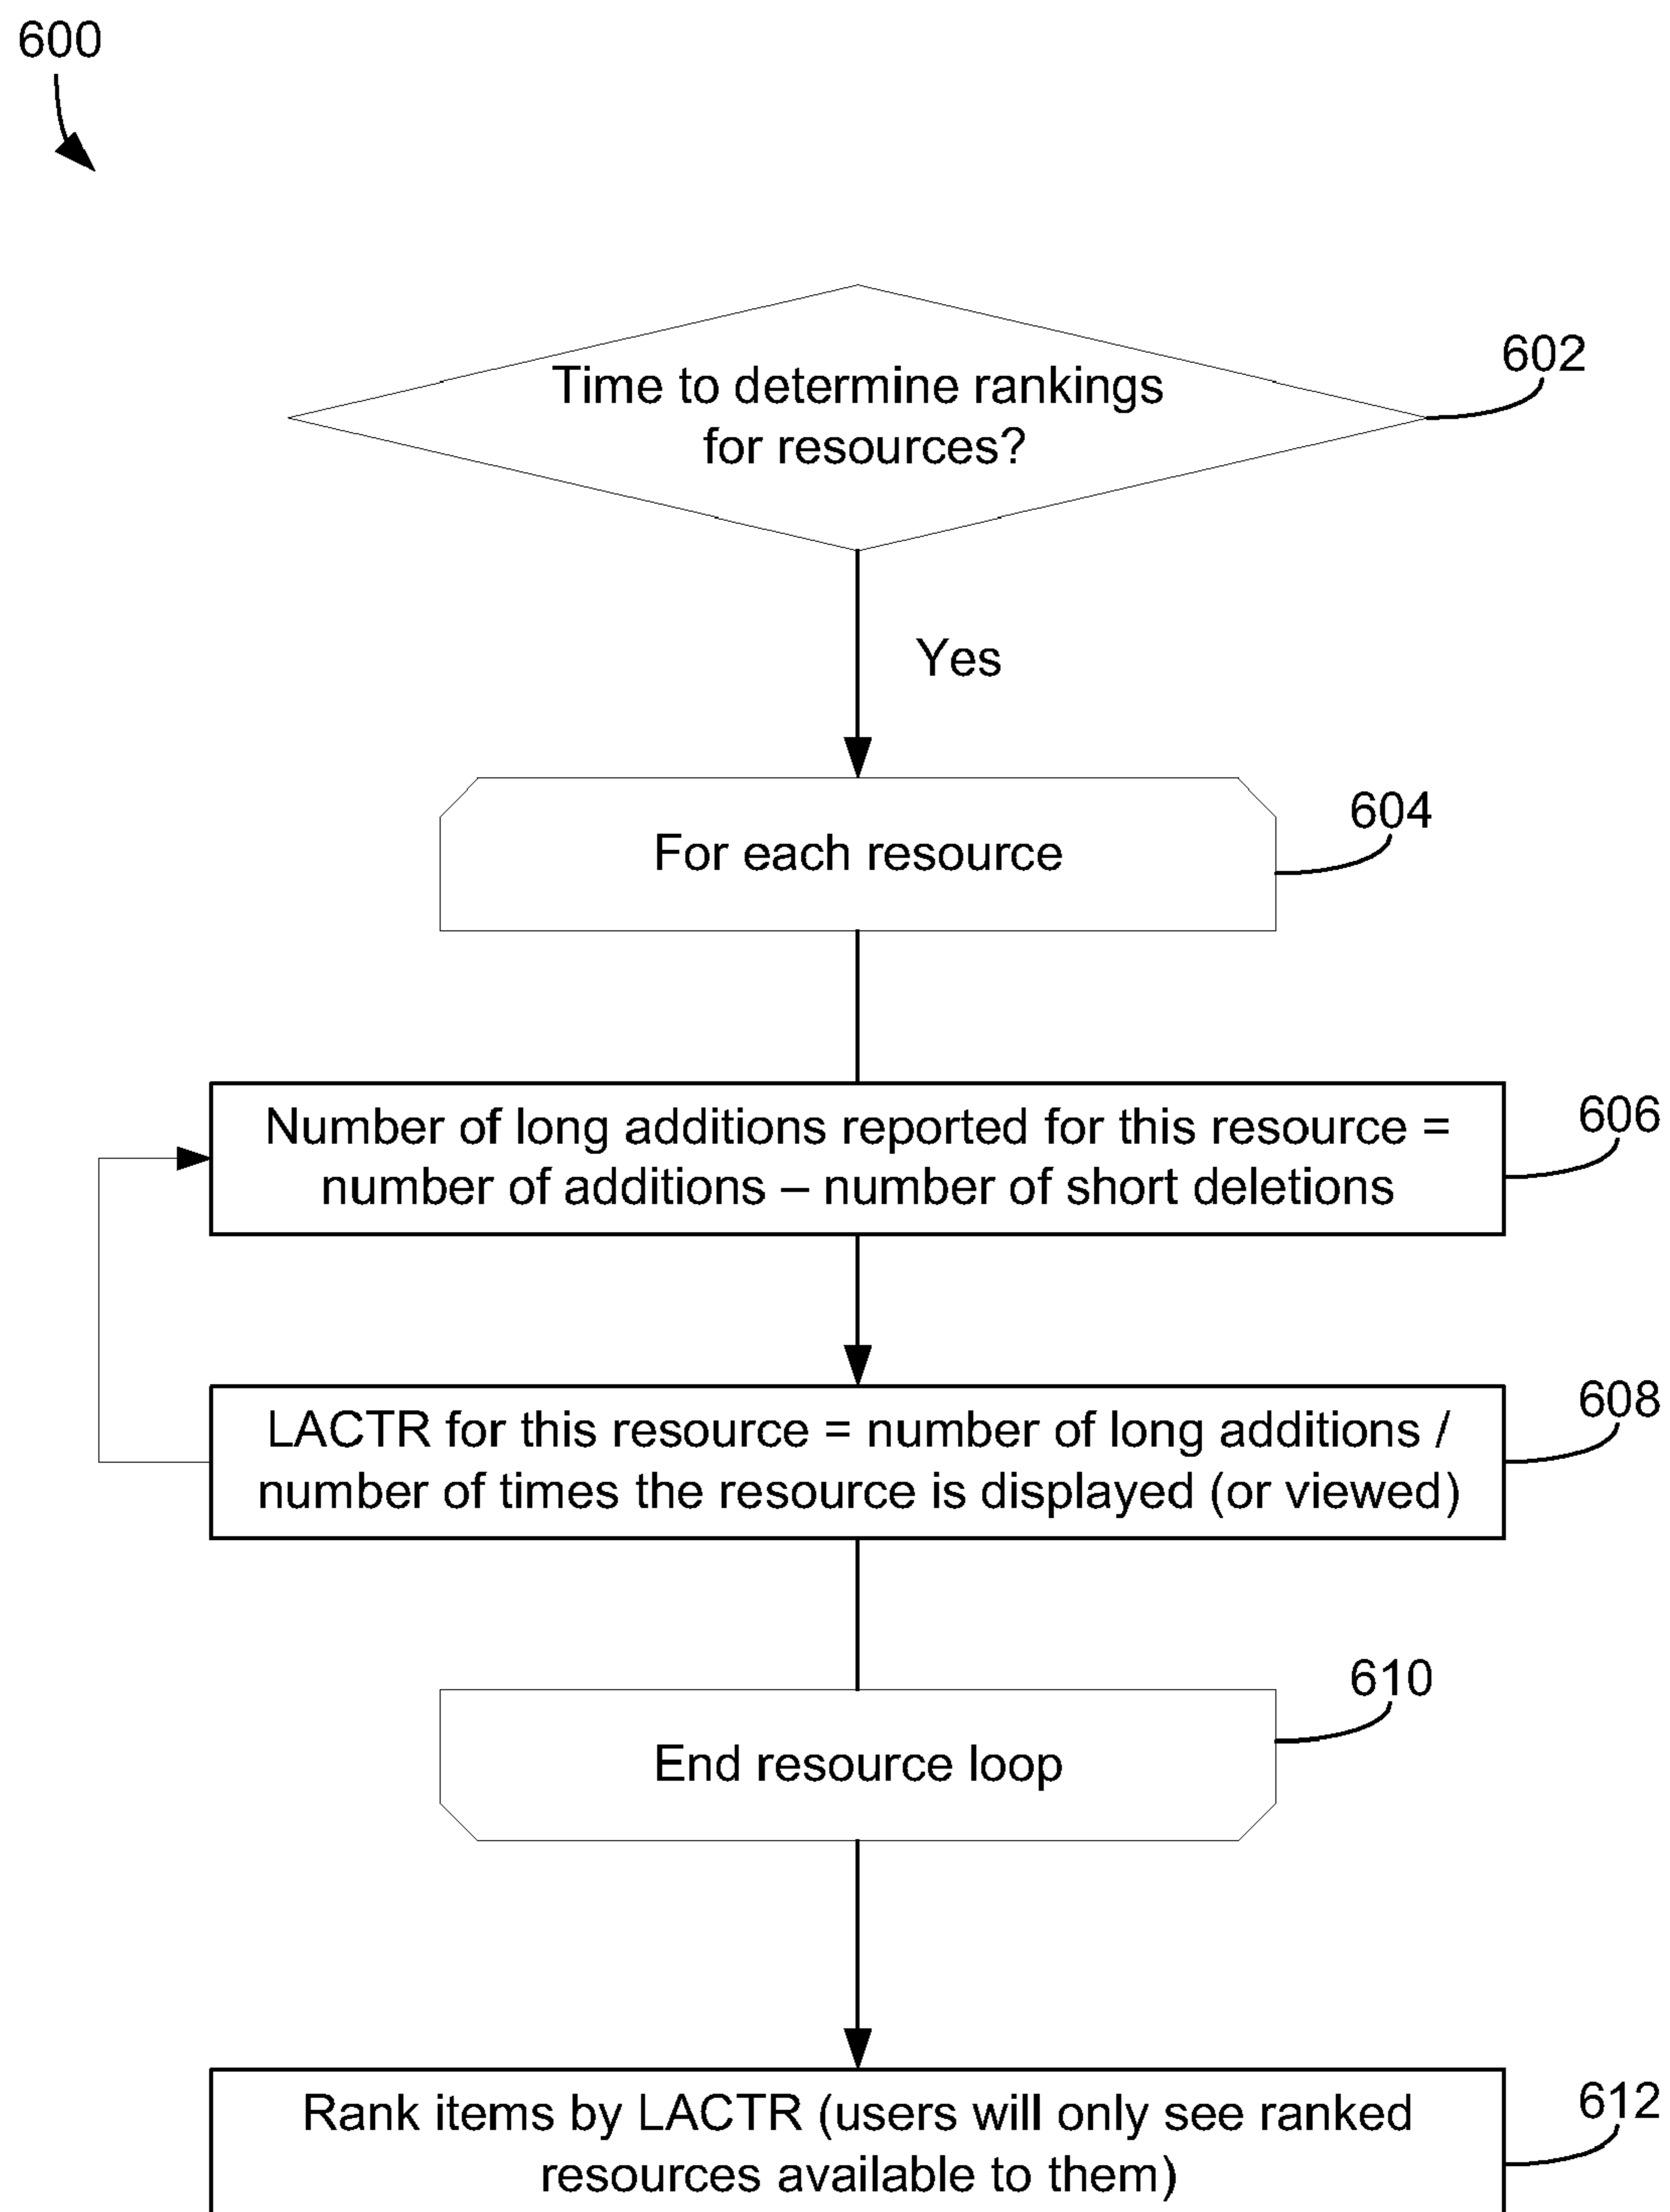 600
Time to determine rankings
for resources?
602
Yes
For each resource
604
Number of long additions reported for this resource =
number of additions – number of short deletions
606
LACTR for this resource = number of long additions /
number of times the resource is displayed (or viewed)
608
End resource loop
610
Rank items by LACTR (users will only see ranked
resources available to them)
612